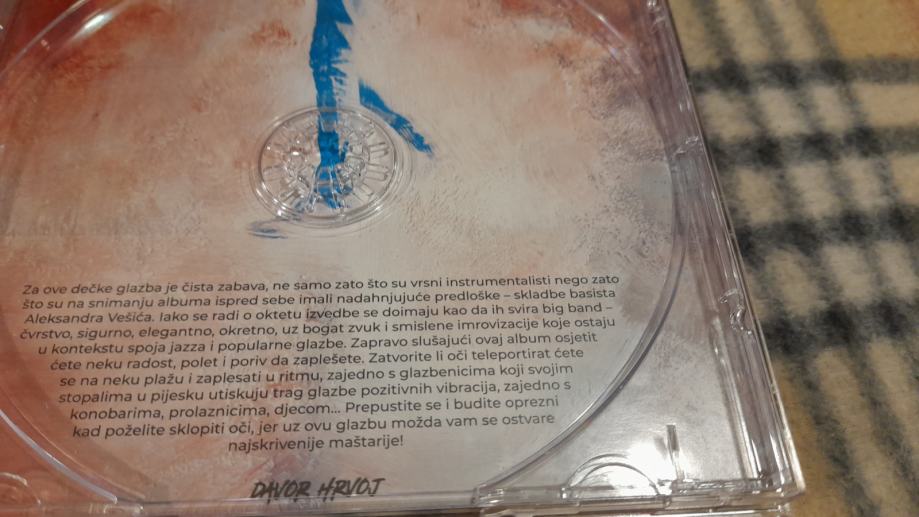 Za ove dečke glazba je čista zabava, ne samo zato što su vrsni instrumentalisti nego zato
što su na snimanju albuma ispred sebe imali nadahnjujuće predloške – skladbe basista
Aleksandra Vešića. Iako se radi o oktetu izvedbe se doimaju kao da ih svira big band –
čvrsto, sigurno, elegantno, okretno, uz bogat zvuk i smislene imrovizacije koje ostaju
u kontekstu spoja jazza i popularne glazbe. Zapravo slušajući ovaj album osjetit
ćete neku radost, polet i poriv da zaplešete. Zatvorite li oči teleportirat ćete
se na neku plažu i zaplesati u ritmu, zajedno s glazbenicima koji svojim
stopalima u pijesku utiskuju trag glazbe pozitivnih vibracija, zajedno s
konobarima, prolaznicima, djecom... Prepustite se i budite oprezni
kad poželite sklopiti oči, jer uz ovu glazbu možda vam se ostvare
najskrivenije maštarije!
DAVOR HRVOJ